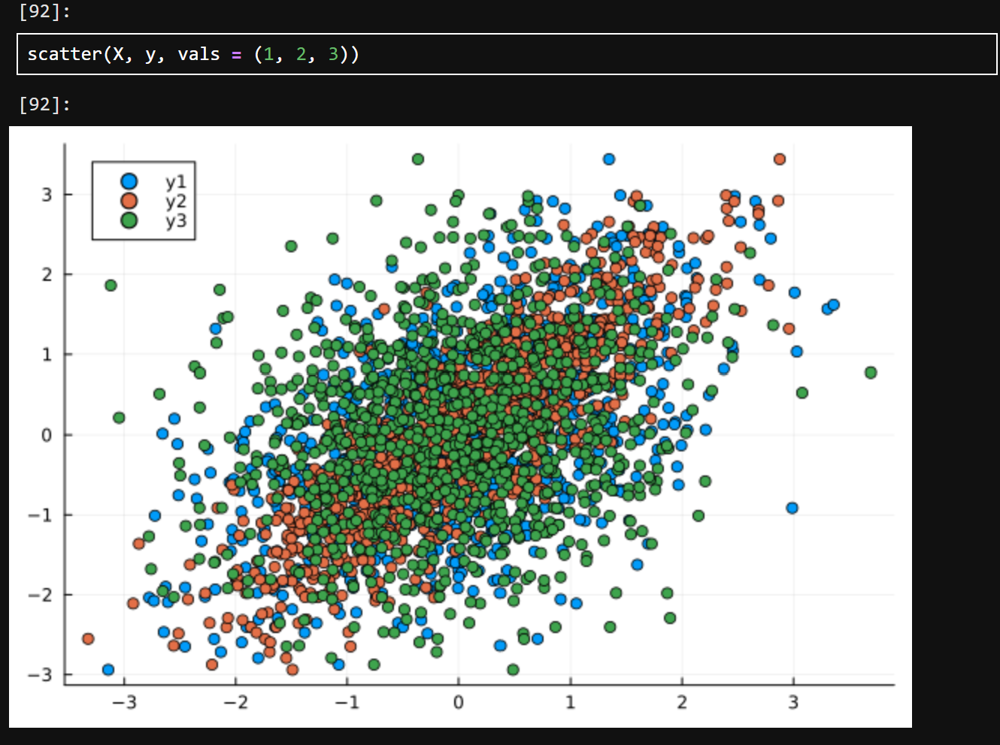 [92]:
scatter(X, y, vals = (1, 2, 3))
[92]:
y1
y2
y3
3
2
1
0
−1
−2
−3
−3 −2 −1 0 1 2 3